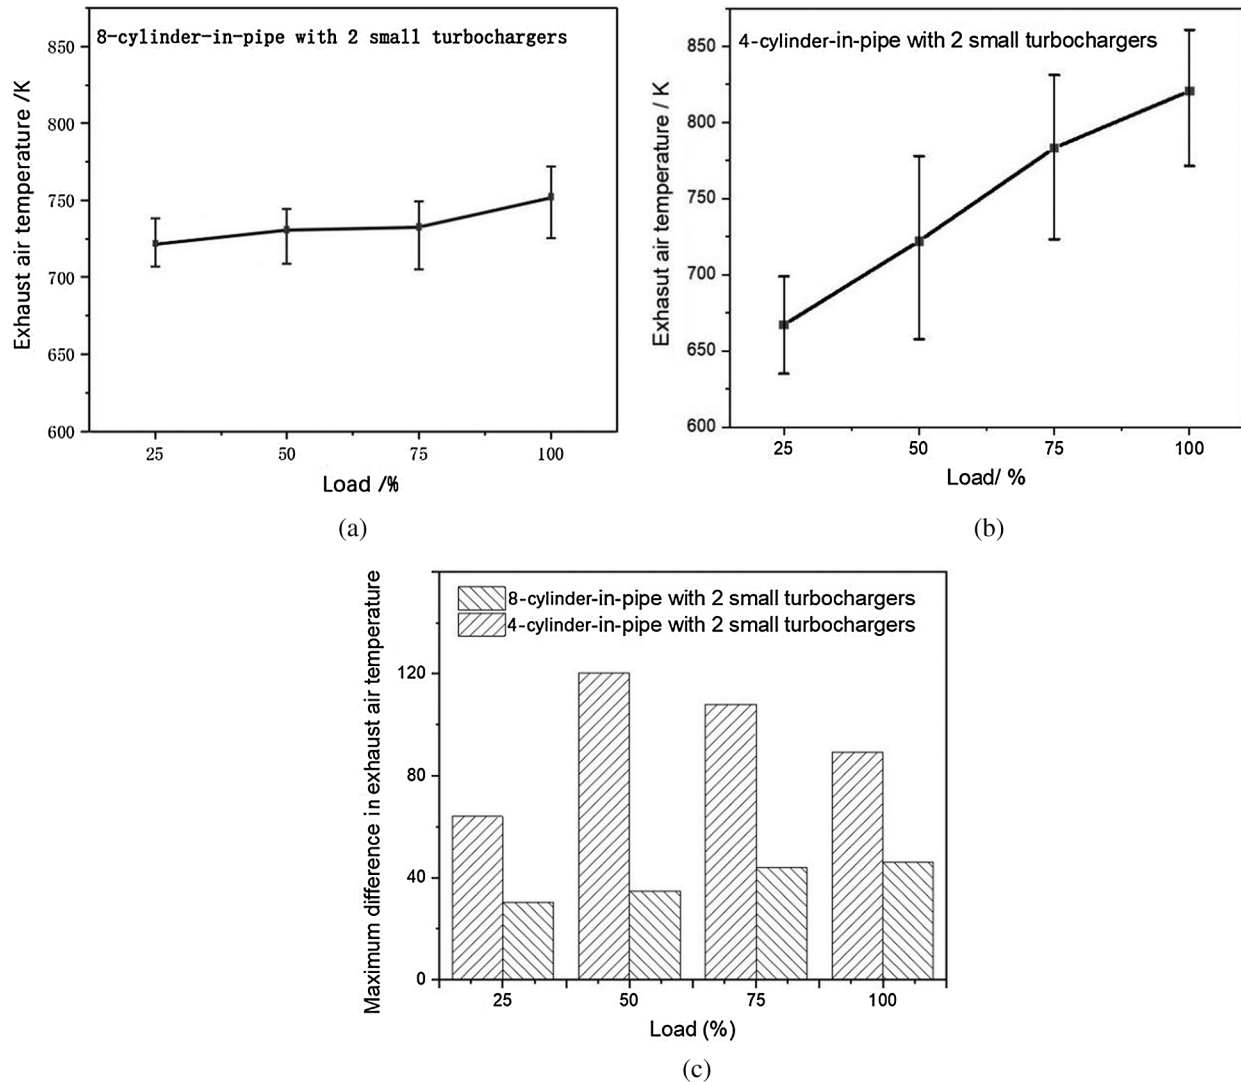 8-cylinder-in-pipe with 2 small turbochargers
Exhaust air temperature /K
850
800
750
700
650
600
25 50 75 100
Load /%
(a)
4-cylinder-in-pipe with 2 small turbochargers
Exhasut air temperature / K
850
800
750
700
650
600
25 50 75 100
Load/ %
(b)
8-cylinder-in-pipe with 2 small turbochargers
4-cylinder-in-pipe with 2 small turbochargers
Maximum difference in exhaust air temperature
120
80
40
0
25 50 75 100
Load (%)
(c)